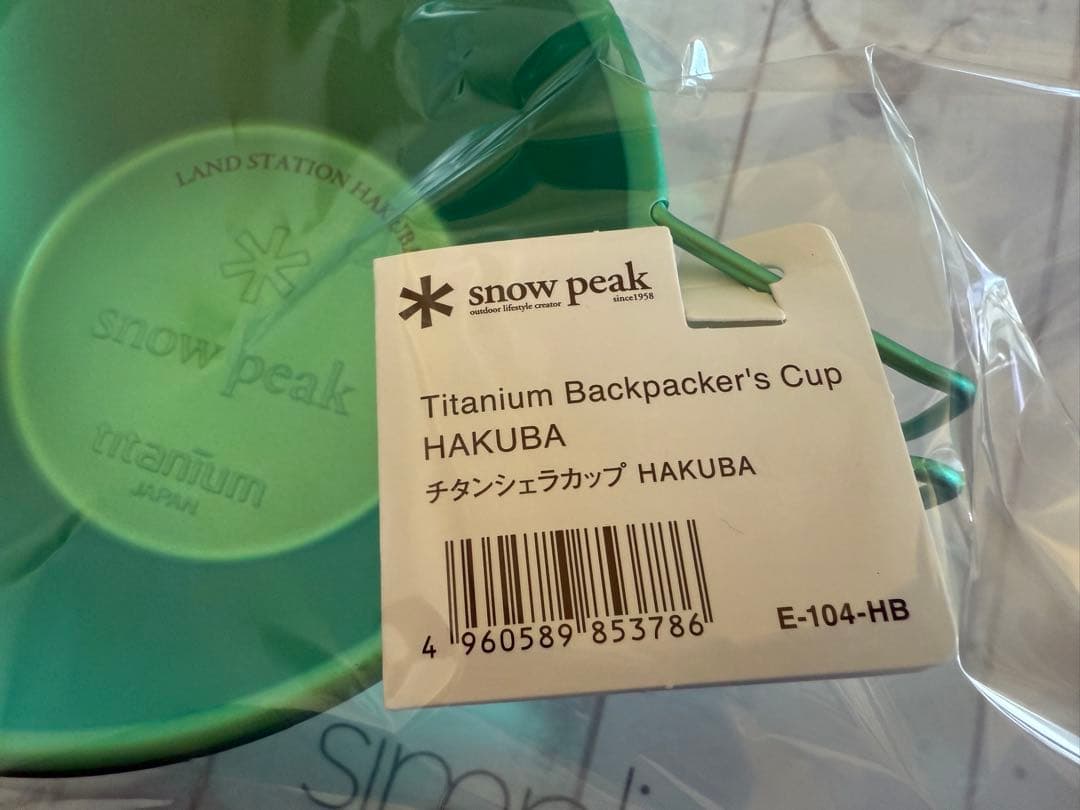 LAND STATION HAKUBA
snow peak
titanium
JAPAN
snow peak
outdoor lifestyle creator
since1958
Titanium Backpacker's Cup
HAKUBA
チタンシェラカップ HAKUBA
4 960589 853786
E-104-HB